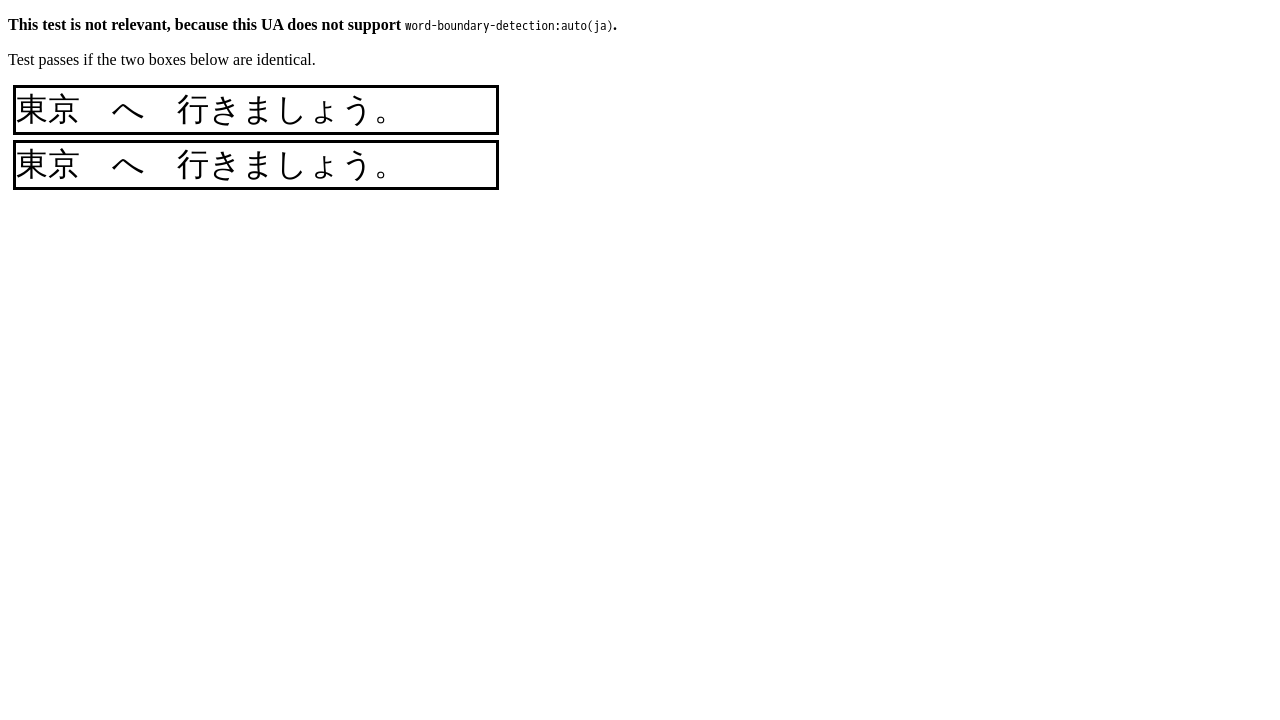 This test is not relevant, because this UA does not support word-boundary-detection:auto(ja).
Test passes if the two boxes below are identical.
東京　へ　行きましょう。
東京　へ　行きましょう。